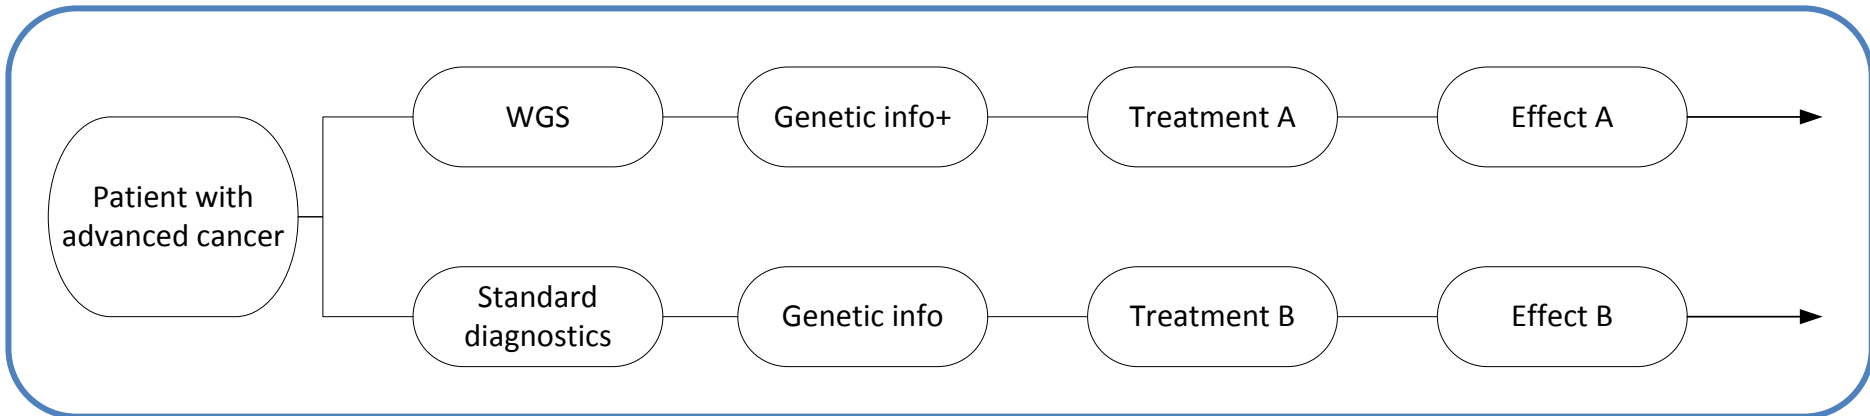 Patient with
advanced cancer
WGS
Genetic info+
Treatment A
Effect A
Standard
diagnostics
Genetic info
Treatment B
Effect B